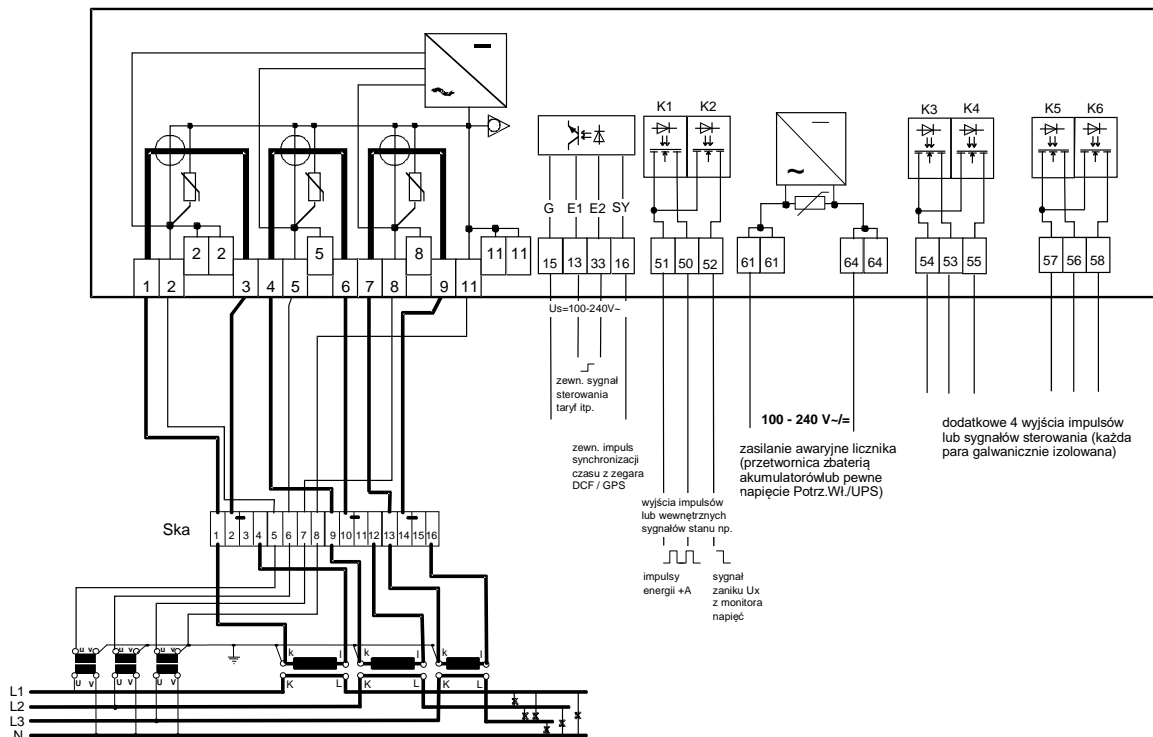 K1 K2
K3 K4
K5 K6
G E1 E2 SY
2 2 5 8 11 11
15 13 33 16
51 50 52
61 61 64 64
54 53 55
57 56 58
1 2 3 4 5 6 7 8 9 11
Us=100-240V~
zewn. sygnał
sterowania
taryf itp.
zewn. impuls
synchronizacji
czasu z zegara
DCF / GPS
100 - 240 V~/=
zasilanie awaryjne licznika
(przetwornica zbaterią
akumatorówlub pewne
napięcie Potrz.Wł./UPS)
dodatkowe 4 wyjścia impulsów
lub sygnałów sterowania (każda
para galwanicznie izolowana)
wyjścia impulsów
lub wewnętrznych
sygnałów stanu np.
impulsy
energii +A
sygnał
zaniku Ux
z monitora
napięć
Ska
1 2 3 4 5 6 7 8 9 10 11 12 13 14 15 16
u v u v u v
k l k l k l
U V U V U V
K L K L K L
L1
L2
L3
N